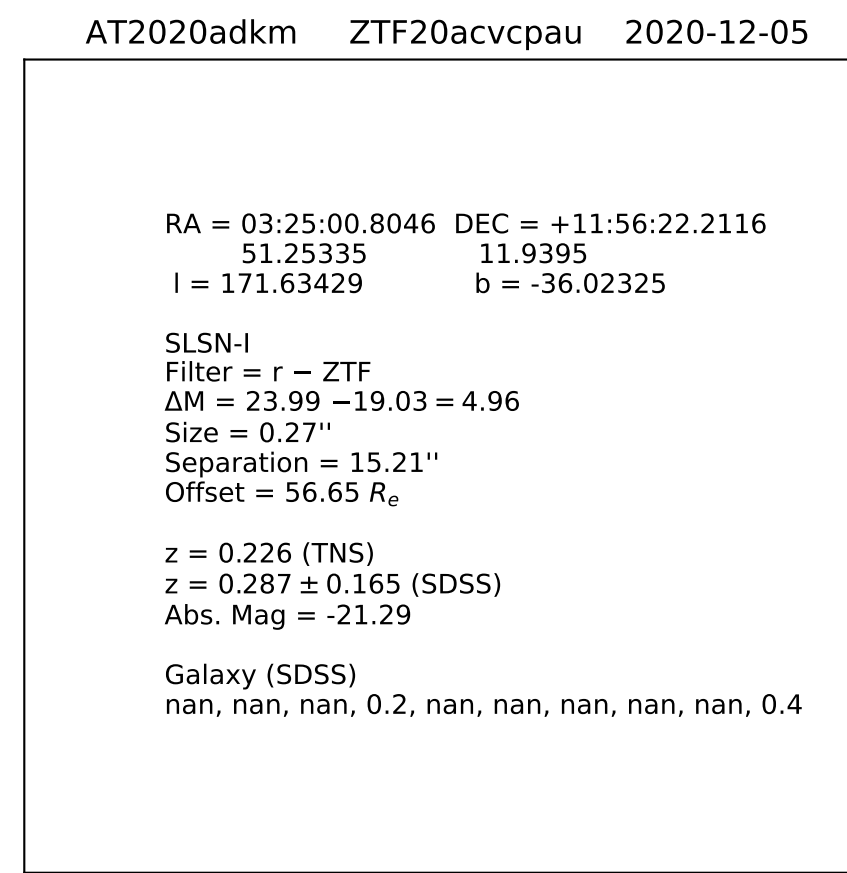 AT2020adkm ZTF20acvcpau 2020-12-05
RA = 03:25:00.8046 DEC = +11:56:22.2116
51.25335 11.9395
l = 171.63429 b = -36.02325
SLSN-I
Filter = r − ZTF
ΔM = 23.99 −19.03 = 4.96
Size = 0.27''
Separation = 15.21''
Offset = 56.65 Rₑ
z = 0.226 (TNS)
z = 0.287 ± 0.165 (SDSS)
Abs. Mag = -21.29
Galaxy (SDSS)
nan, nan, nan, 0.2, nan, nan, nan, nan, nan, 0.4